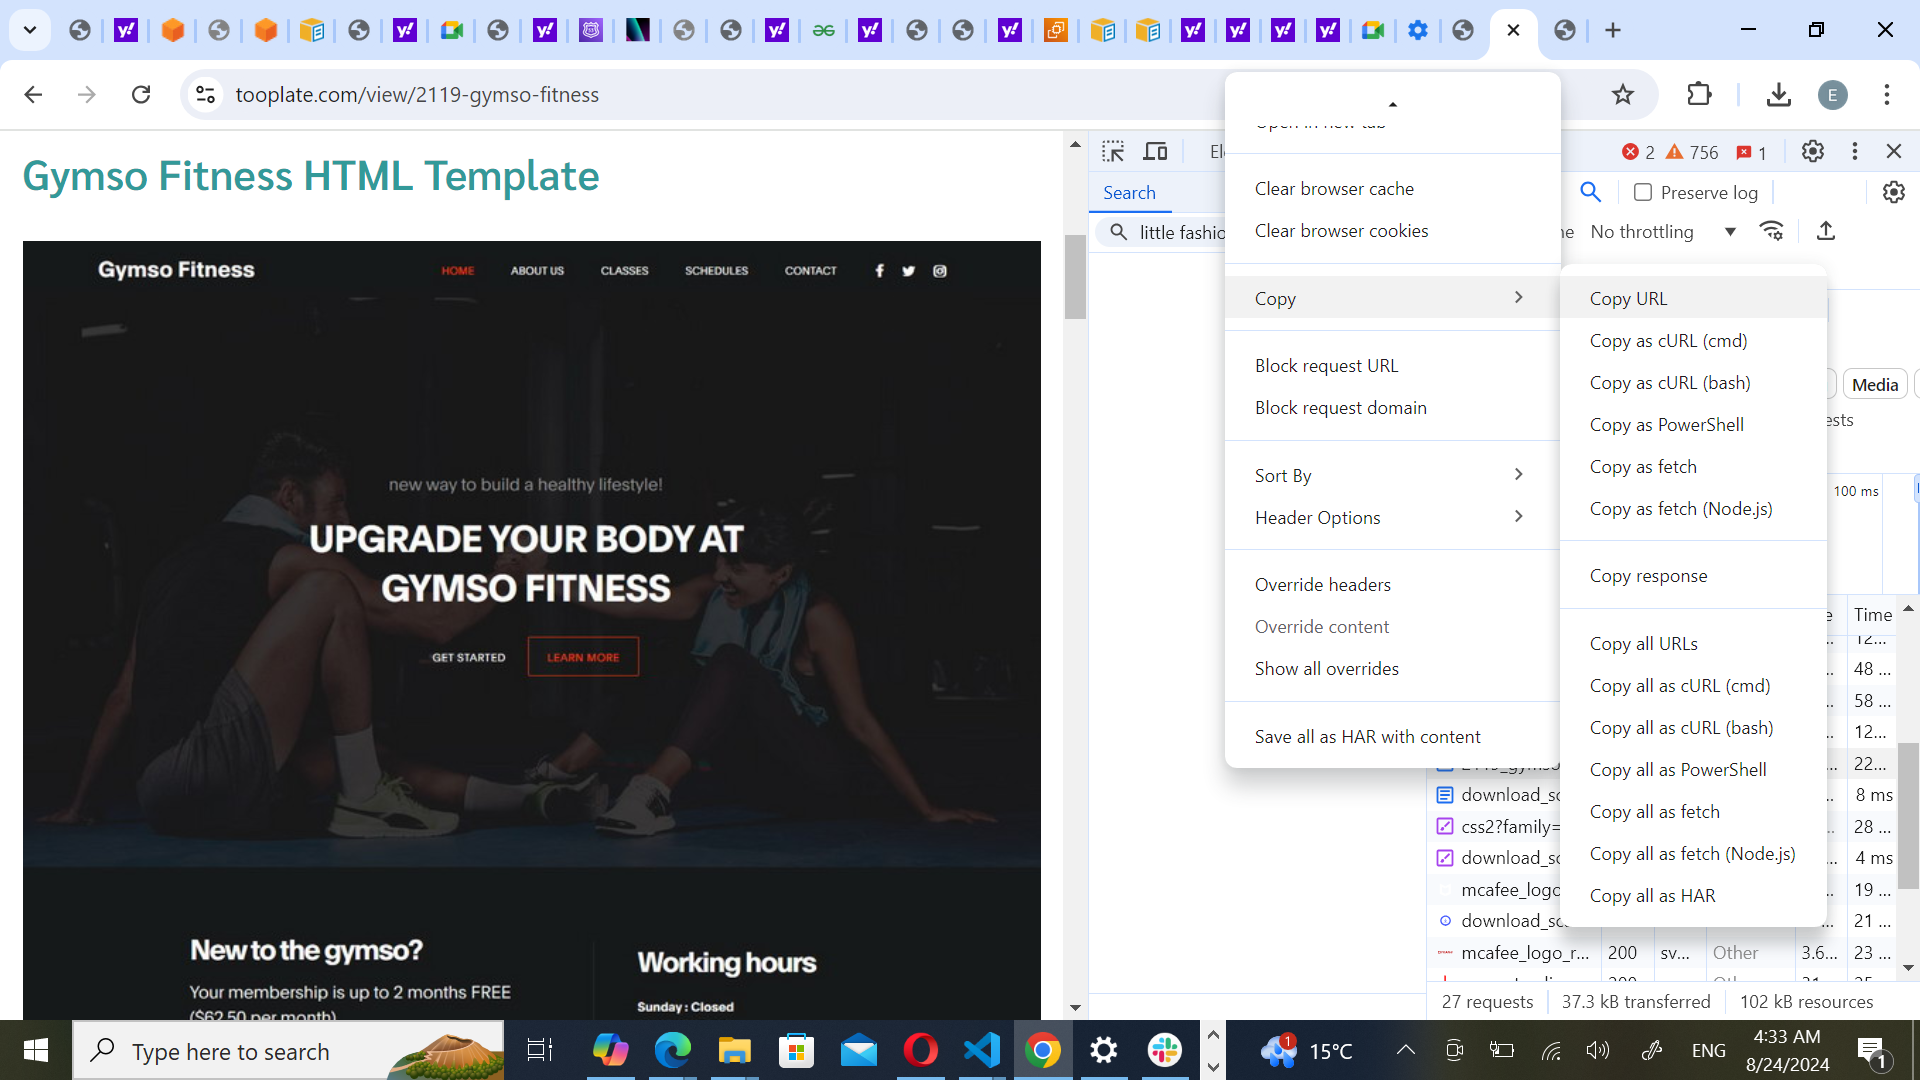 tooplate.com/view/2119-gymso-fitness
E
Gymso Fitness HTML Template
Gymso Fitness
HOME
ABOUT US
CLASSES
SCHEDULES
CONTACT
new way to build a healthy lifestyle!
UPGRADE YOUR BODY AT
GYMSO FITNESS
GET STARTED
LEARN MORE
New to the gymso?
Your membership is up to 2 months FREE
($62.50 per month)
Working hours
Sunday : Closed
2
756
1
Search
Preserve log
little fashio
No throttling
Open in new tab
Clear browser cache
Clear browser cookies
Copy
Block request URL
Block request domain
Sort By
Header Options
Override headers
Override content
Show all overrides
Save all as HAR with content
Copy URL
Copy as cURL (cmd)
Copy as cURL (bash)
Copy as PowerShell
Copy as fetch
Copy as fetch (Node.js)
Copy response
Copy all URLs
Copy all as cURL (cmd)
Copy all as cURL (bash)
Copy all as PowerShell
Copy all as fetch
Copy all as fetch (Node.js)
Copy all as HAR
Media
ests
100 ms
Time
12...
48 ...
58 ...
12...
2119_gymso
22...
download_sc
8 ms
css2?family=
28 ...
download_sc
4 ms
mcafee_logo
19 ...
download_sc
21 ...
mcafee_logo_r...
200
sv...
Other
3.6...
23 ...
27 requests
37.3 kB transferred
102 kB resources
Type here to search
1
15°C
ENG
4:33 AM
8/24/2024
1